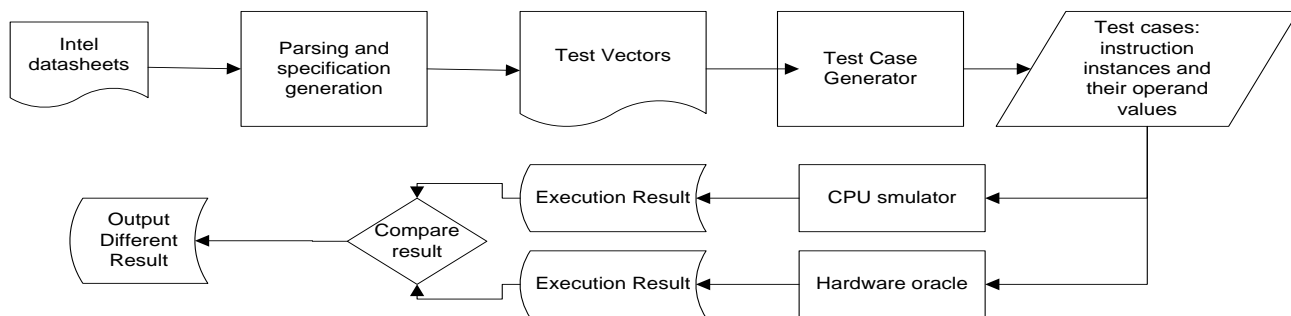 Intel
datasheets
Parsing and
specification
generation
Test Vectors
Test Case
Generator
Test cases:
instruction
instances and
their operand
values
Execution Result
CPU smulator
Output
Different
Result
Compare
result
Execution Result
Hardware oracle